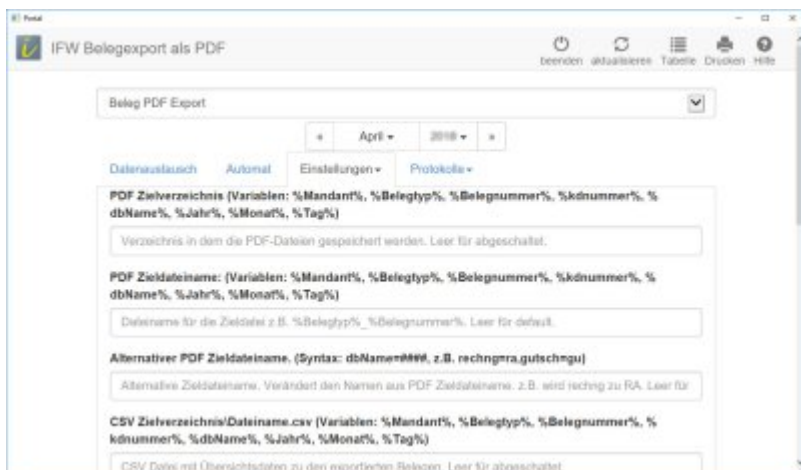 Portal
IFW Belegexport als PDF
beenden aktualisieren Tabelle Drucken Hilfe
Beleg PDF Export
« April 2018 »
Datenaustausch Automat Einstellungen Protokolle
PDF Zielverzeichnis (Variablen: %Mandant%, %Belegtyp%, %Belegnummer%, %kdnummer%, %
dbName%, %Jahr%, %Monat%, %Tag%)
Verzeichnis in dem die PDF-Dateien gespeichert werden. Leer für abgeschaltet.
PDF Zieldateiname: (Variablen: %Mandant%, %Belegtyp%, %Belegnummer%, %kdnummer%, %
dbName%, %Jahr%, %Monat%, %Tag%)
Dateiname für die Zieldatei z.B. %Belegtyp%_%Belegnummer%. Leer für default.
Alternativer PDF Zieldateiname. (Syntax: dbName=####, z.B. rechng=ra,gutsch=gu)
Alternative Zieldateiname. Verändert den Namen aus PDF Zieldateiname. z.B. wird rechng zu RA. Leer für
CSV Zielverzeichnis\Dateiname.csv (Variablen: %Mandant%, %Belegtyp%, %Belegnummer%, %
kdnummer%, %dbName%, %Jahr%, %Monat%, %Tag%)
CSV Datei mit Übersichtsdaten zu den exportierten Belegen. Leer für abgeschaltet.